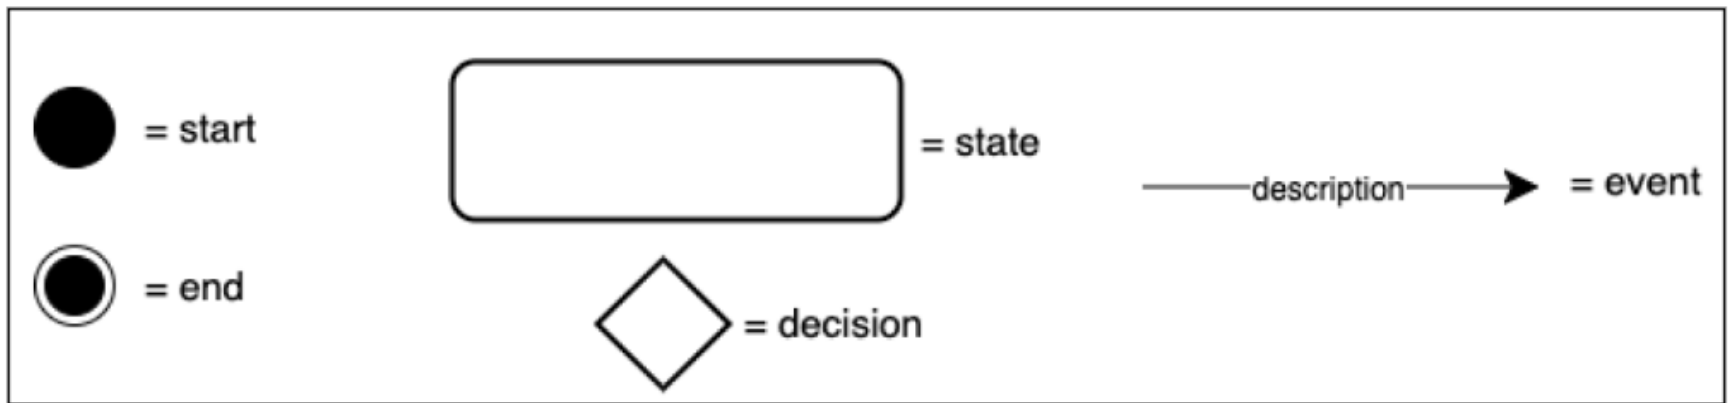 = start
= state
description
= event
= end
= decision